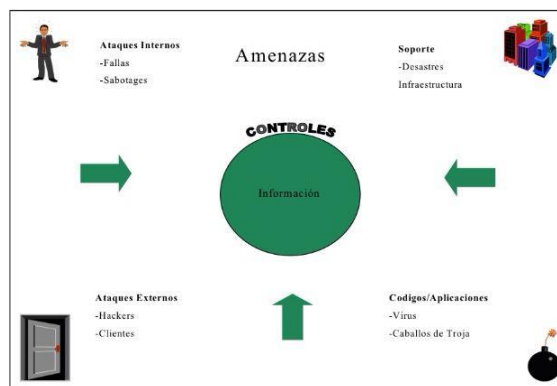 Amenazas
Ataques Internos
-Fallas
-Sabotages
Soporte
-Desastres
Infraestructura
CONTROLES
Información
Ataques Externos
-Hackers
-Clientes
Codigos/Aplicaciones
-Virus
-Caballos de Troja